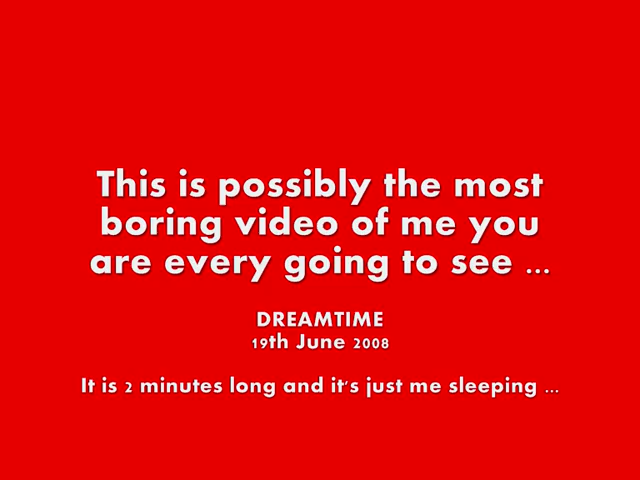 This is possibly the most
boring video of me you
are every going to see ...
DREAMTIME
19th June 2008
It is 2 minutes long and it's just me sleeping ...